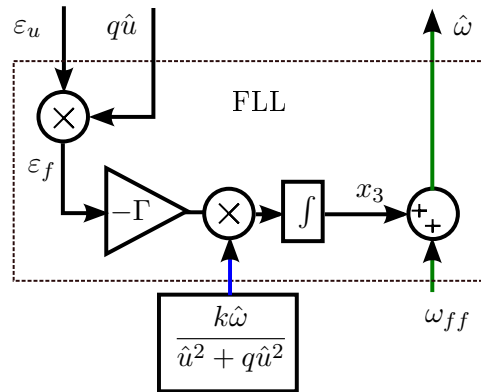 ε_u
qû
ω̂
FLL
×
ε_f
−Γ
×
∫
x_3
+
+
kω̂
û² + qû²
ω_ff